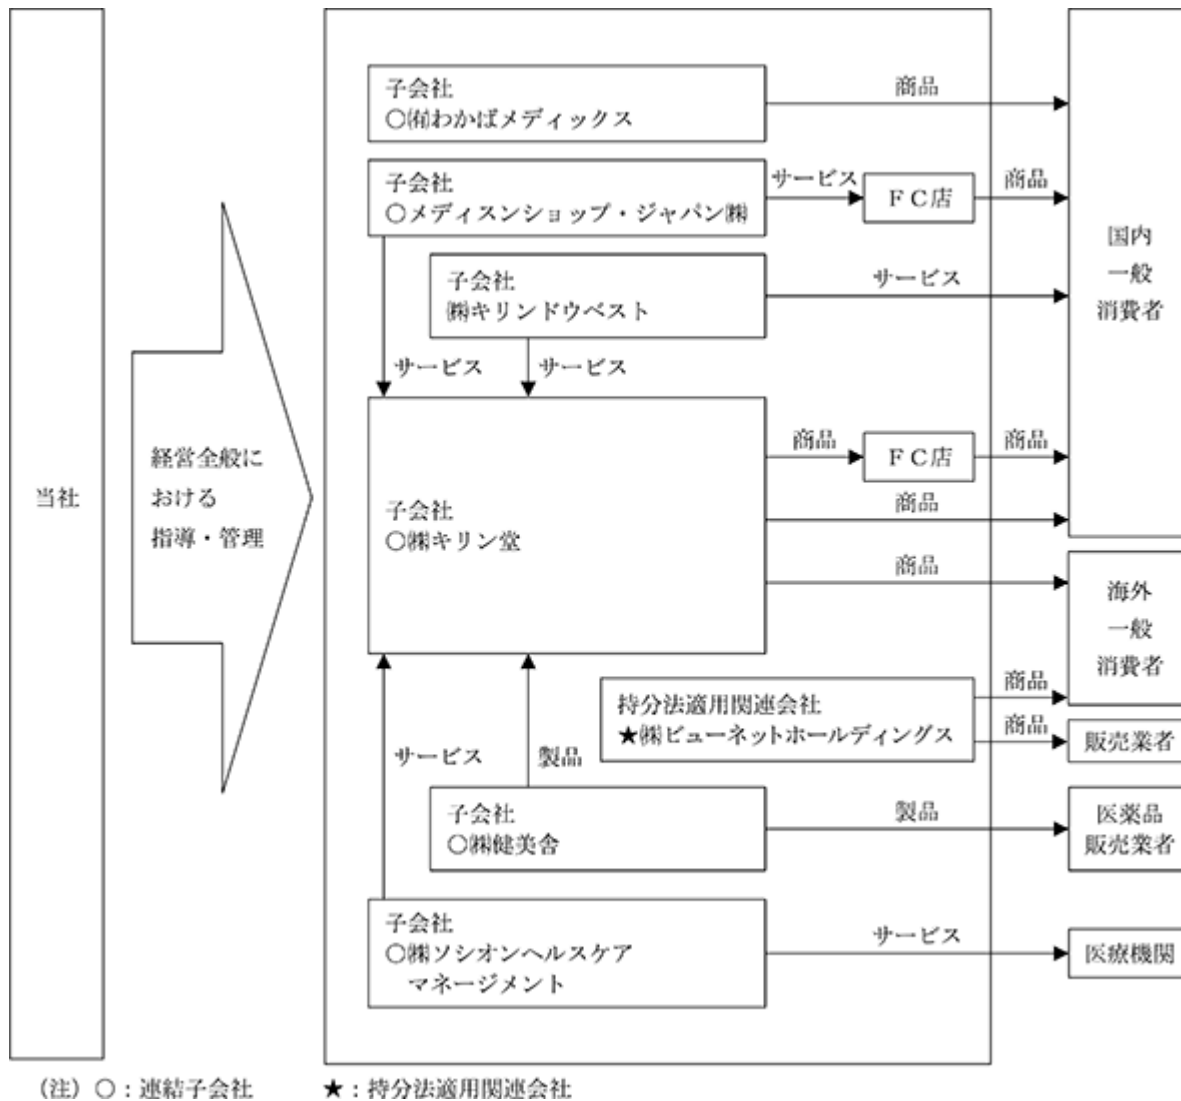 当社
経営全般に
おける
指導・管理
子会社
○㈲わかばメディックス
商品
子会社
○メディスンショップ・ジャパン㈱
サービス
ＦＣ店
商品
子会社
㈱キリンドウベスト
サービス
国内
一般
消費者
サービス
サービス
子会社
○㈱キリン堂
商品
ＦＣ店
商品
商品
商品
海外
一般
消費者
持分法適用関連会社
★㈱ビューネットホールディングス
商品
商品
販売業者
サービス
製品
子会社
○㈱健美舎
製品
医薬品
販売業者
子会社
○㈱ソシオンヘルスケア
マネージメント
サービス
医療機関
（注）○：連結子会社　★：持分法適用関連会社